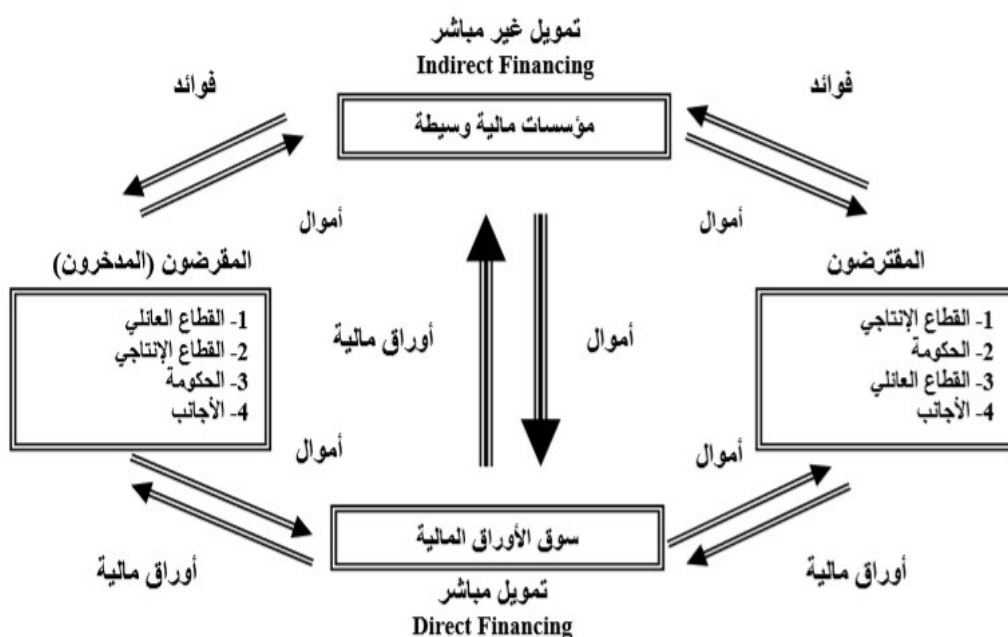 تمويل غير مباشر
Indirect Financing
فوائد
فوائد
مؤسسات مالية وسيطة
أموال
أموال
المقترضون
المقرضون (المدخرون)
1- القطاع الإنتاجي
2- الحكومة
3- القطاع العائلي
4- الأجانب
أموال
أوراق مالية
1- القطاع العائلي
2- القطاع الإنتاجي
3- الحكومة
4- الأجانب
أموال
أموال
سوق الأوراق المالية
أوراق مالية
أوراق مالية
تمويل مباشر
Direct Financing